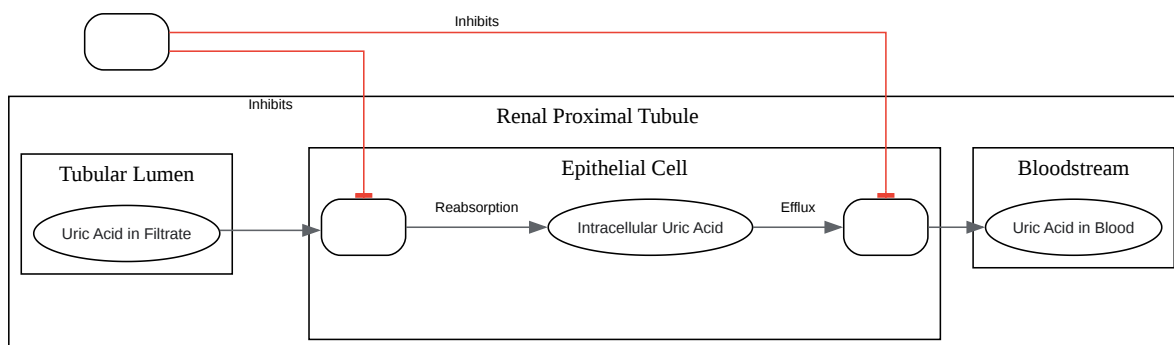 Inhibits
Inhibits
Renal Proximal Tubule
Tubular Lumen
Epithelial Cell
Bloodstream
Uric Acid in Filtrate
Reabsorption
Intracellular Uric Acid
Efflux
Uric Acid in Blood